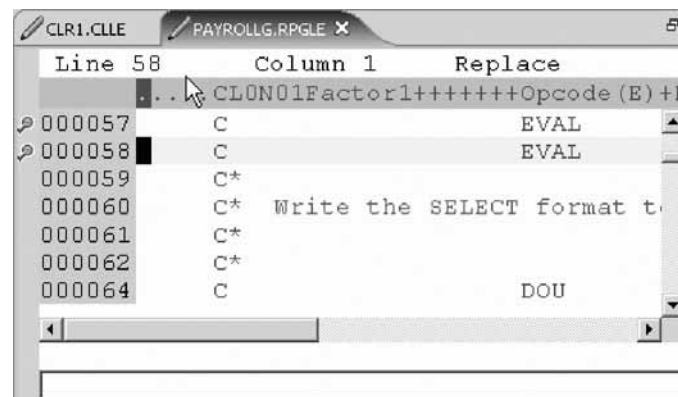 CLR1.CLLE PAYROLLG.RPGLE
Line 58 Column 1 Replace
....CL0N01Factor1+++++++Opcode(E)+
000057 C EVAL
000058 C EVAL
000059 C*
000060 C* Write the SELECT format t
000061 C*
000062 C*
000064 C DOU